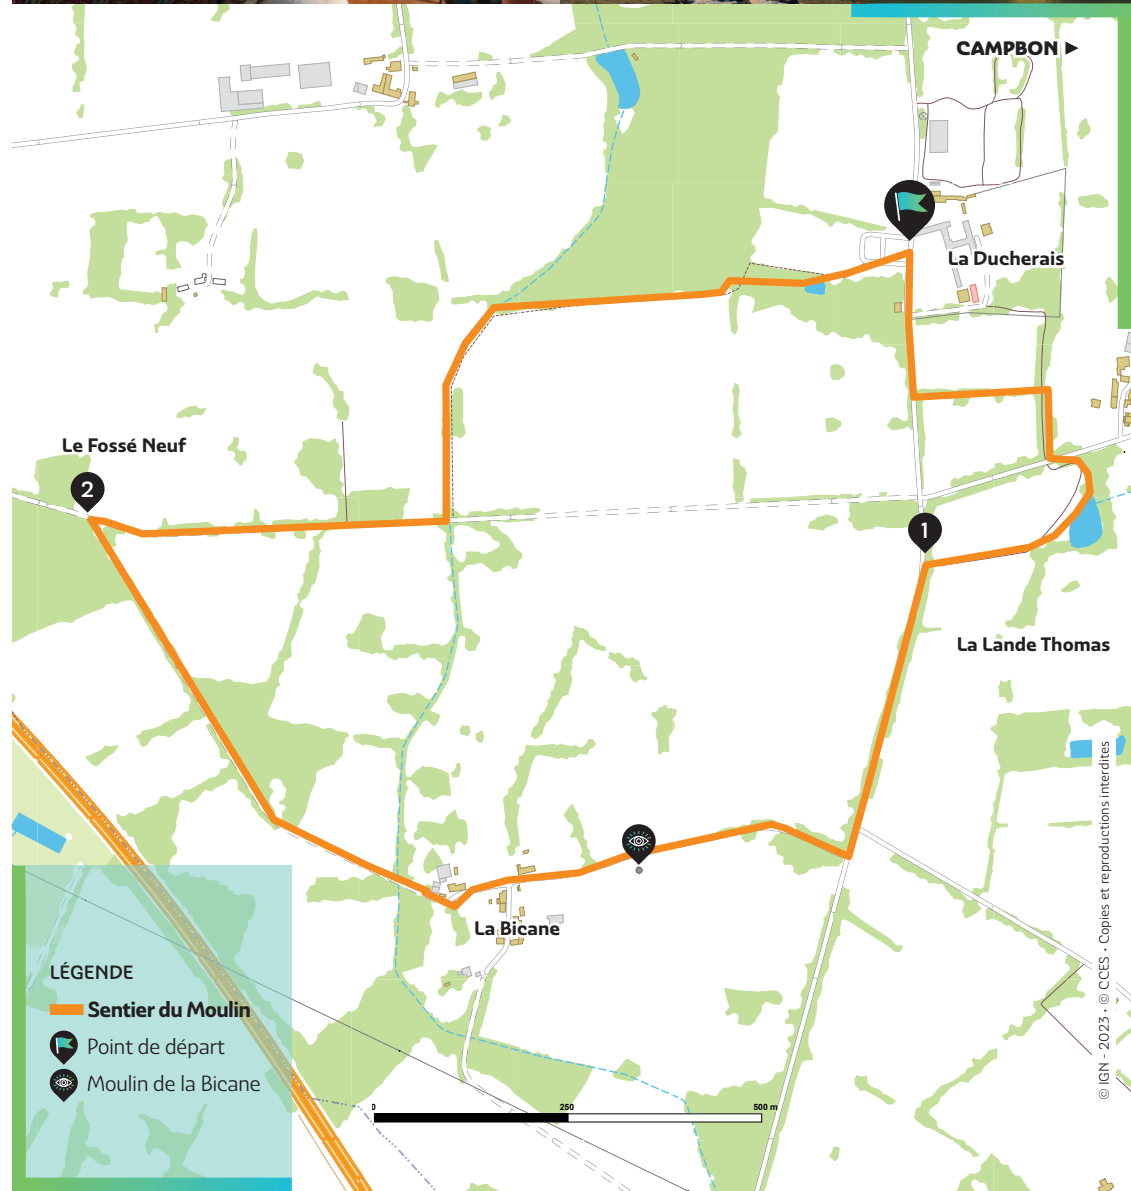 CAMPBON ►
La Ducherais
Le Fossé Neuf
2
1
La Lande Thomas
La Bicane
LÉGENDE
Sentier du Moulin
Point de départ
Moulin de la Bicane
0 250 500 m
© IGN - 2023 • © CCES • Copies et reproductions interdites